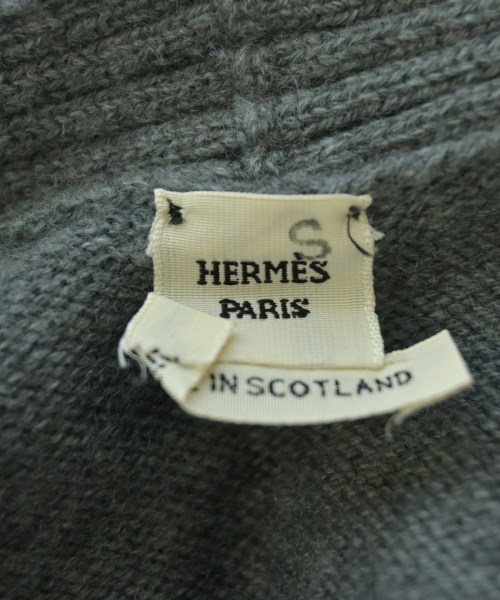 S
HERMÈS
PARIS
IN SCOTLAND